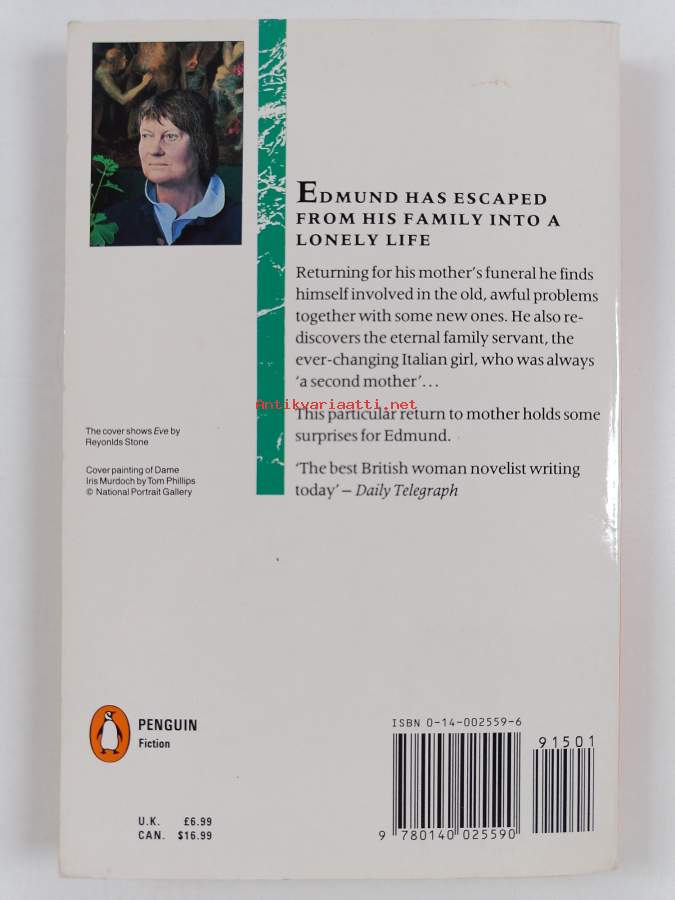 EDMUND HAS ESCAPED
FROM HIS FAMILY INTO A
LONELY LIFE
Returning for his mother's funeral he finds
himself involved in the old, awful problems
together with some new ones. He also re-
discovers the eternal family servant, the
ever-changing Italian girl, who was always
‘a second mother’...
Antikvariaatti.net
This particular return to mother holds some
surprises for Edmund.
‘The best British woman novelist writing
today’ – Daily Telegraph
The cover shows Eve by
Reyonlds Stone
Cover painting of Dame
Iris Murdoch by Tom Phillips
© National Portrait Gallery
PENGUIN
Fiction
U.K. £6.99
CAN. $16.99
ISBN 0-14-002559-6
91501
9 780140 025590